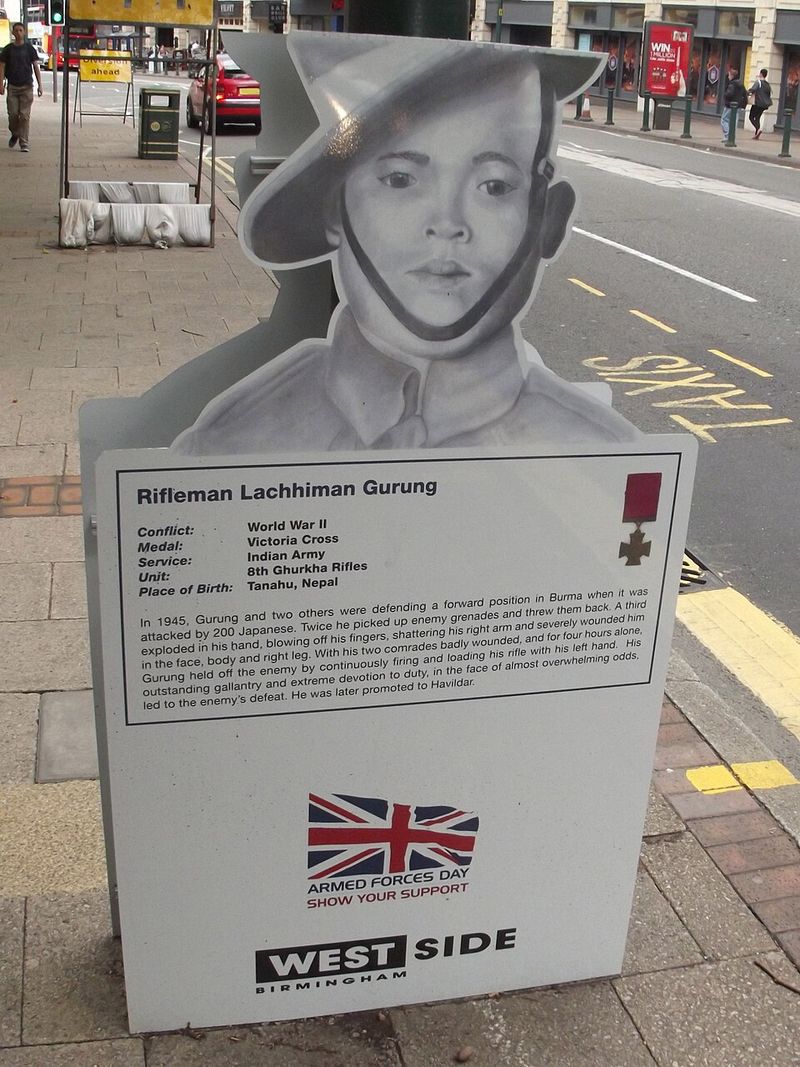 Diversion
ahead
WIN
£1 MILLION
TAXIS
Rifleman Lachhiman Gurung
Conflict: World War II
Medal: Victoria Cross
Service: Indian Army
Unit: 8th Ghurkha Rifles
Place of Birth: Tanahu, Nepal
In 1945, Gurung and two others were defending a forward position in Burma when it was
attacked by 200 Japanese. Twice he picked up enemy grenades and threw them back. A third
exploded in his hand, blowing off his fingers, shattering his right arm and severely wounded him
in the face, body and right leg. With his two comrades badly wounded, and for four hours alone,
Gurung held off the enemy by continuously firing and loading his rifle with his left hand. His
outstanding gallantry and extreme devotion to duty, in the face of almost overwhelming odds,
led to the enemy's defeat. He was later promoted to Havildar.
ARMED FORCES DAY
SHOW YOUR SUPPORT
WEST SIDE
BIRMINGHAM